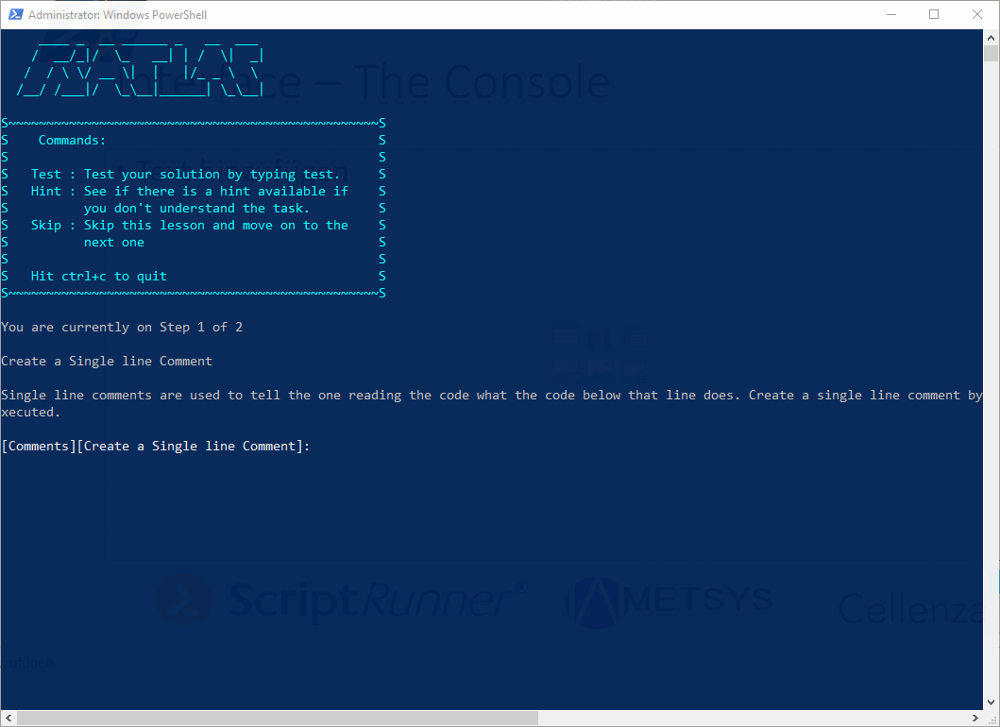 Administrator: Windows PowerShell
Interface – The Console
S~~~~~~~~~~~~~~~~~~~~~~~~~~~~~~~~~~~~~~~~~~~~~~~~~S
S    Commands:                                    S
S                                                 S
S   Test : Test your solution by typing test.     S
S   Hint : See if there is a hint available if    S
S          you don't understand the task.         S
S   Skip : Skip this lesson and move on to the    S
S          next one                               S
S                                                 S
S   Hit ctrl+c to quit                            S
S~~~~~~~~~~~~~~~~~~~~~~~~~~~~~~~~~~~~~~~~~~~~~~~~~S
You are currently on Step 1 of 2
Create a Single line Comment
Single line comments are used to tell the one reading the code what the code below that line does. Create a single line comment by
xecuted.
[Comments][Create a Single line Comment]:
ScriptRunner®
METSYS
Cellenza